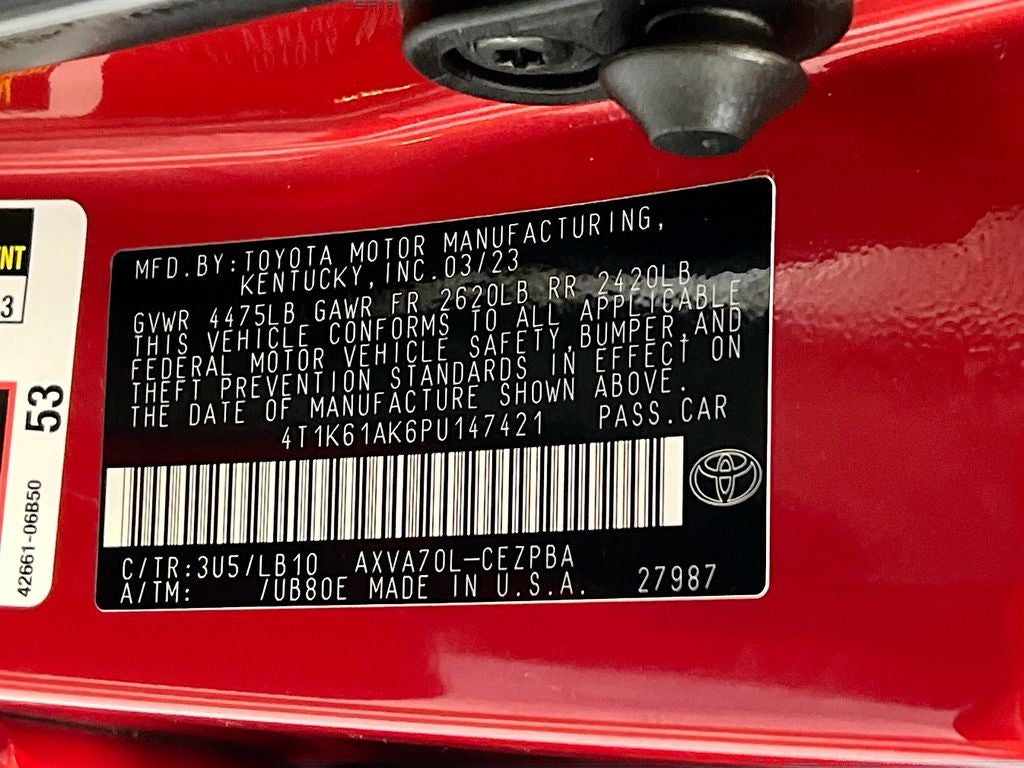 NT
3
53
42661-06B50
MFD.BY:TOYOTA MOTOR MANUFACTURING,
KENTUCKY,INC.03/23
GVWR 4475LB GAWR FR 2620LB RR 2420LB
THIS VEHICLE CONFORMS TO ALL APPLICABLE
FEDERAL MOTOR VEHICLE SAFETY,BUMPER,AND
THEFT PREVENTION STANDARDS IN EFFECT ON
THE DATE OF MANUFACTURE SHOWN ABOVE.
4T1K61AK6PU147421 PASS.CAR
C/TR:3U5/LB10 AXVA70L-CEZPBA
A/TM: /UB80E MADE IN U.S.A. 27987